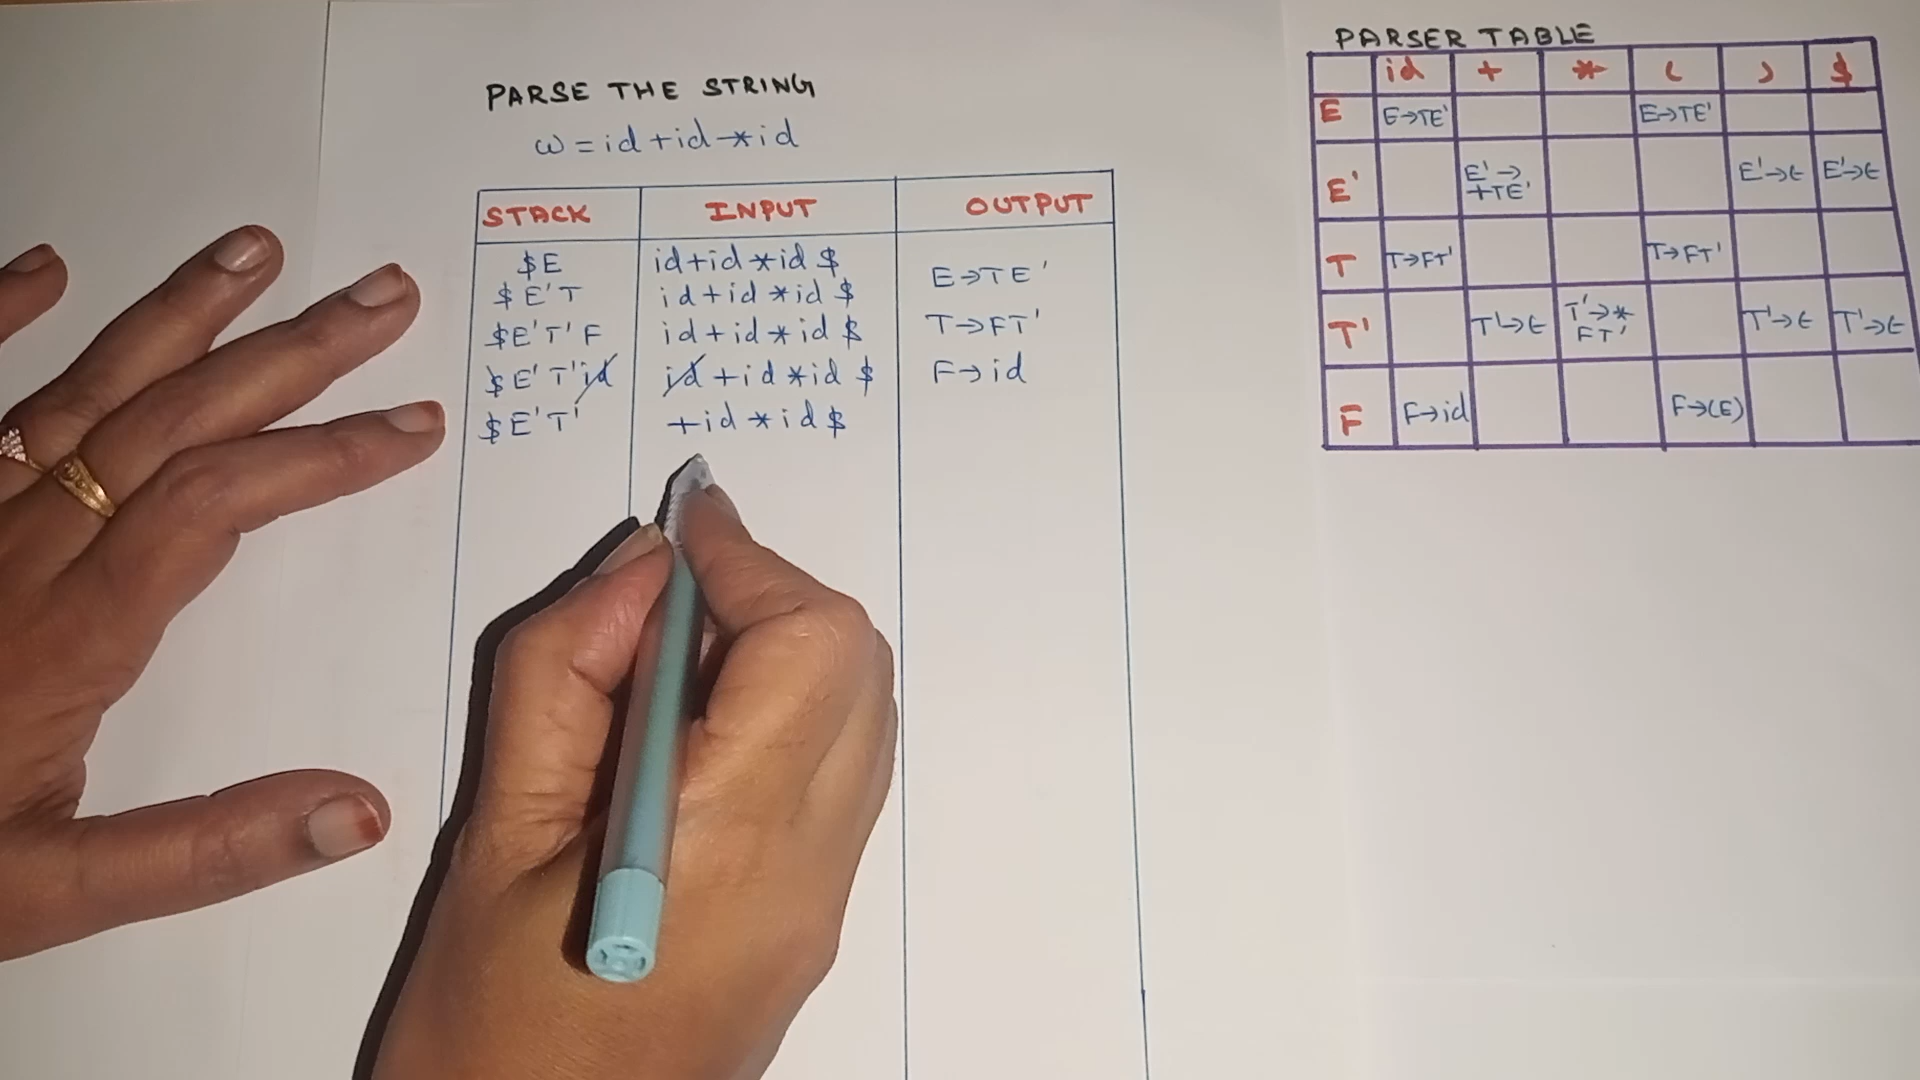 PARSE THE STRING
ω = id + id * id
STACK INPUT OUTPUT
$E id+id*id$
E→TE'
$E'T id+id*id$
$E'T'F id+id*id$ T→FT'
$E'T'id id+id*id$ F→id
$E'T' +id*id$
PARSER TABLE
id + * ( ) $
E E→TE' E→TE'
E' E'→+TE' E'→ϵ E'→ϵ
T T→FT' T→FT'
T' T'→ϵ T'→*FT' T'→ϵ T'→ϵ
F F→id F→(E)